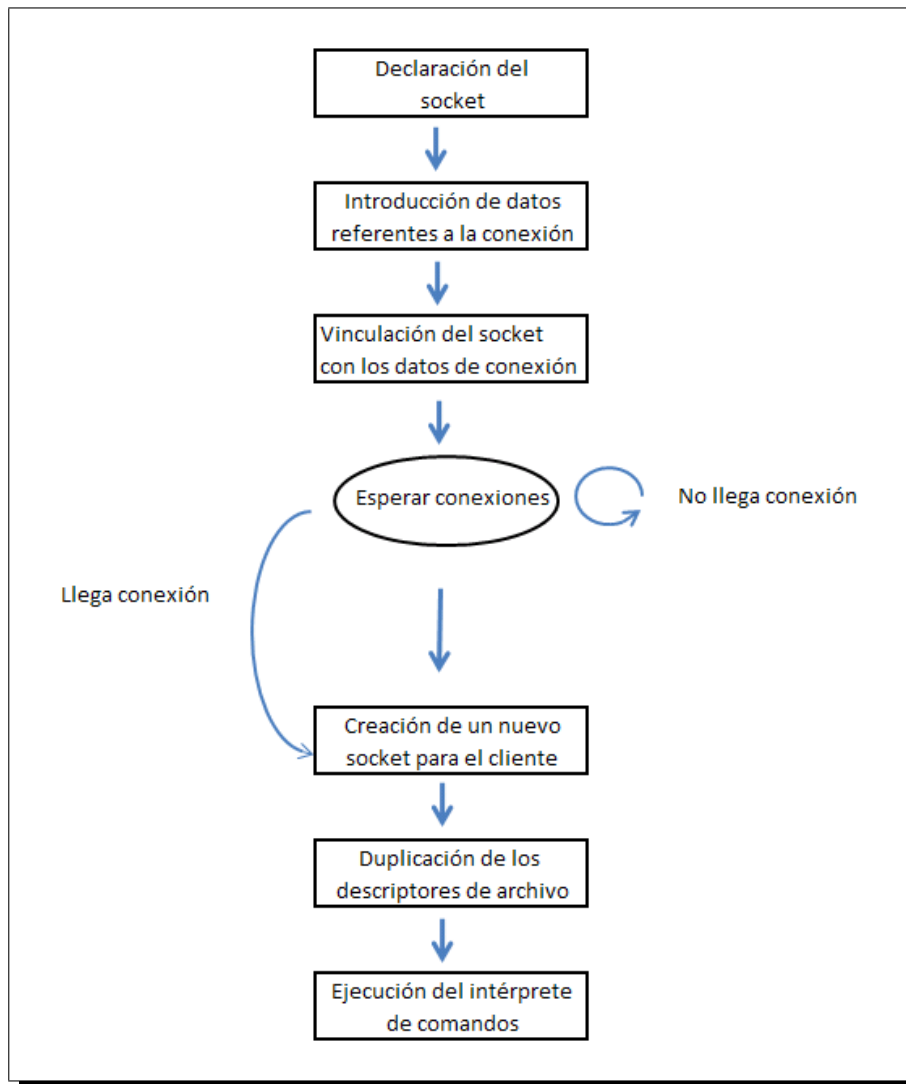 Declaración del
socket
Introducción de datos
referentes a la conexión
Vinculación del socket
con los datos de conexión
Esperar conexiones
No llega conexión
Llega conexión
Creación de un nuevo
socket para el cliente
Duplicación de los
descriptores de archivo
Ejecución del intérprete
de comandos